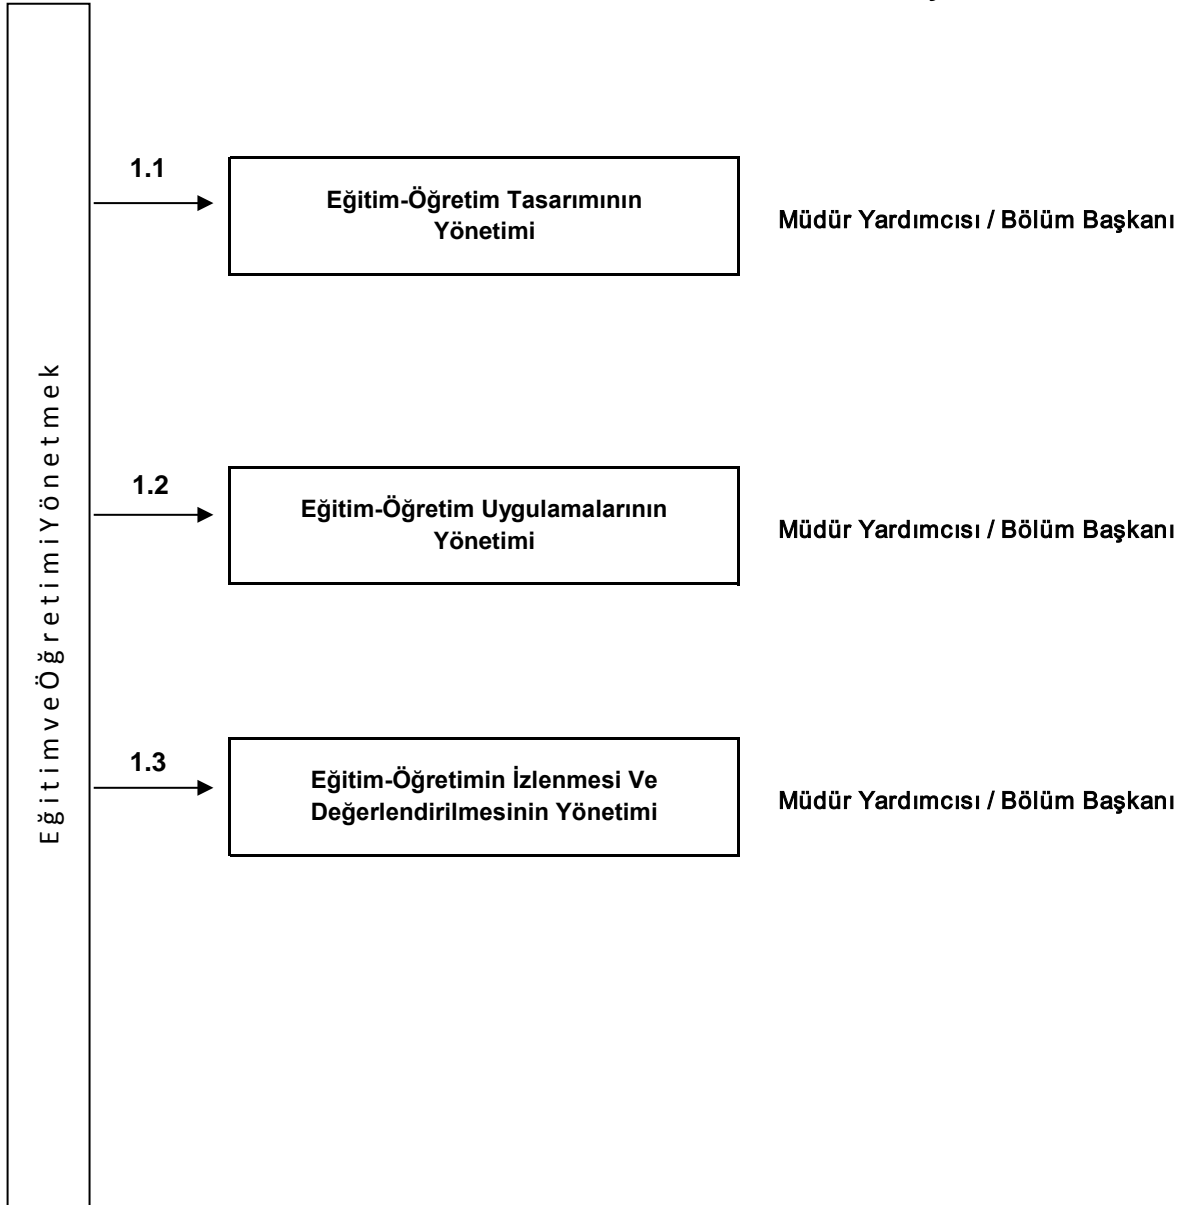 EğitimveÖğretimiYönetmek
1.1
Eğitim-Öğretim Tasarımının
Yönetimi
Müdür Yardımcısı / Bölüm Başkanı
1.2
Eğitim-Öğretim Uygulamalarının
Yönetimi
Müdür Yardımcısı / Bölüm Başkanı
1.3
Eğitim-Öğretimin İzlenmesi Ve
Değerlendirilmesinin Yönetimi
Müdür Yardımcısı / Bölüm Başkanı